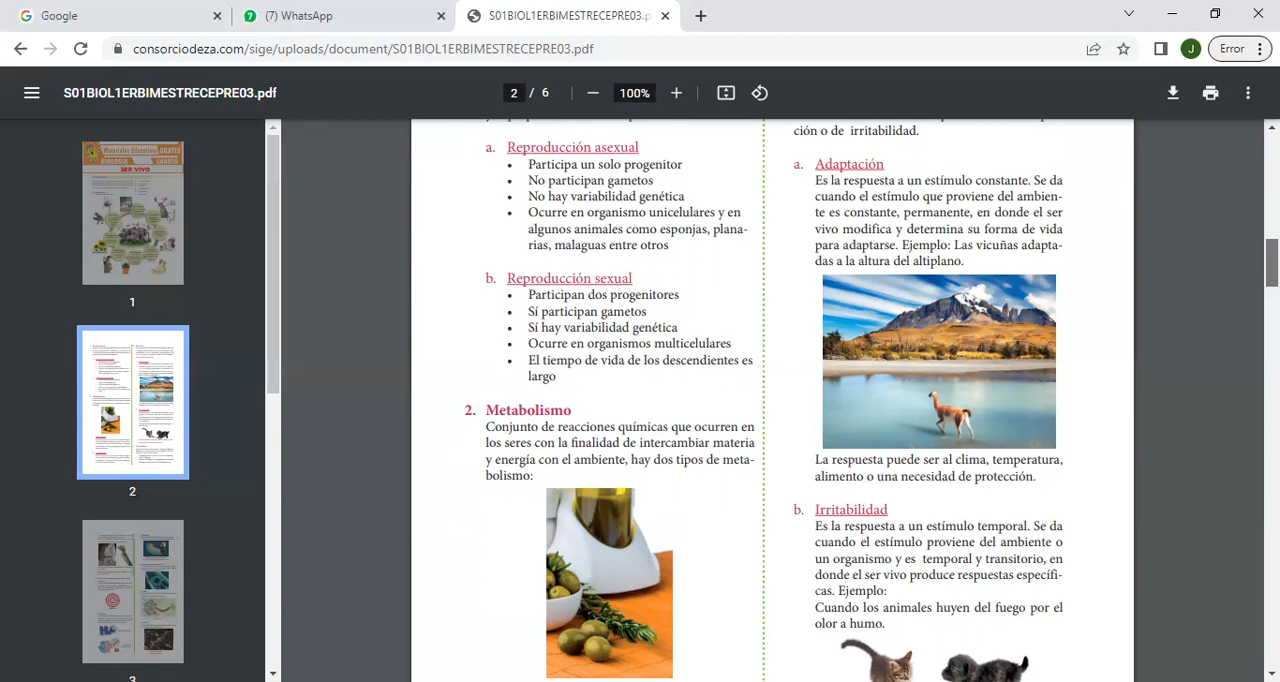 Google
(7) WhatsApp
S01BIOL1ERBIMESTRECEPRE03.p
consorciodeza.com/sige/uploads/document/S01BIOL1ERBIMESTRECEPRE03.pdf
J
Error
S01BIOL1ERBIMESTRECEPRE03.pdf
2 / 6
100%
Materiales Educativos GRATIS
BIOLOGIA CUARTO
SER VIVO
1
2
3
a. Reproducción asexual
• Participa un solo progenitor
• No participan gametos
• No hay variabilidad genética
• Ocurre en organismo unicelulares y en
algunos animales como esponjas, plana-
rias, malaguas entre otros
b. Reproducción sexual
• Participan dos progenitores
• Sí participan gametos
• Sí hay variabilidad genética
• Ocurre en organismos multicelulares
• El tiempo de vida de los descendientes es
largo
2. Metabolismo
Conjunto de reacciones químicas que ocurren en
los seres con la finalidad de intercambiar materia
y energía con el ambiente, hay dos tipos de meta-
bolismo:
ción o de irritabilidad.
a. Adaptación
Es la respuesta a un estímulo constante. Se da
cuando el estímulo que proviene del ambien-
te es constante, permanente, en donde el ser
vivo modifica y determina su forma de vida
para adaptarse. Ejemplo: Las vicuñas adapta-
das a la altura del altiplano.
La respuesta puede ser al clima, temperatura,
alimento o una necesidad de protección.
b. Irritabilidad
Es la respuesta a un estímulo temporal. Se da
cuando el estímulo proviene del ambiente o
un organismo y es temporal y transitorio, en
donde el ser vivo produce respuestas específi-
cas. Ejemplo:
Cuando los animales huyen del fuego por el
olor a humo.